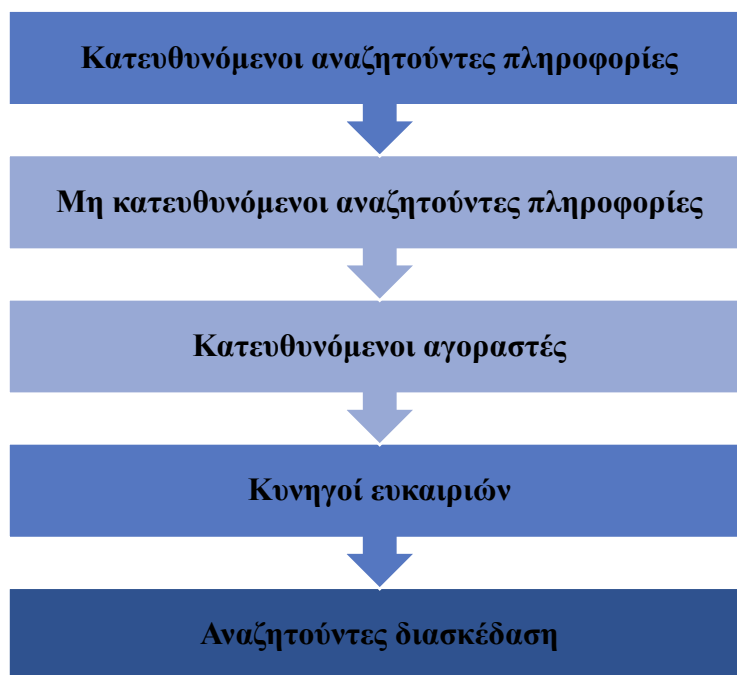 Κατευθυνόμενοι αναζητούντες πληροφορίες
Μη κατευθυνόμενοι αναζητούντες πληροφορίες
Κατευθυνόμενοι αγοραστές
Κυνηγοί ευκαιριών
Αναζητούντες διασκέδαση